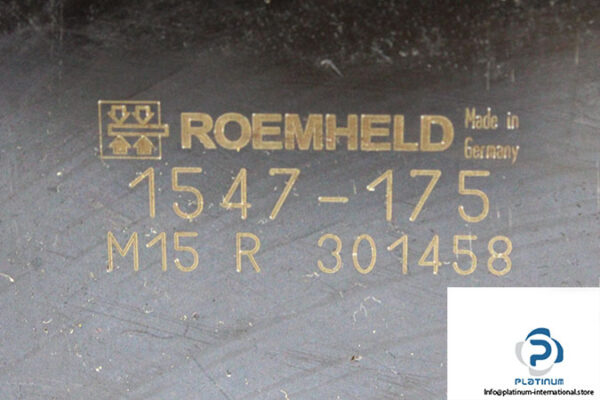 ROEMHELD Made in
Germany
1547-175
M15 R 301458
PLATINUM
Info@platinum-international.store